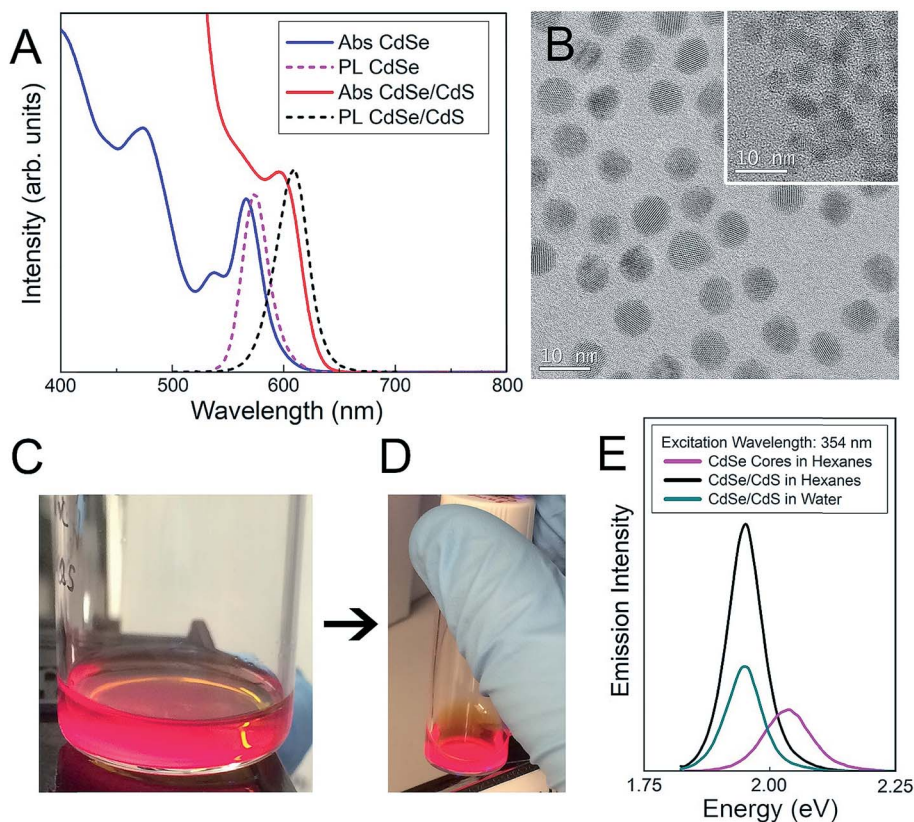 A
Abs CdSe
PL CdSe
Abs CdSe/CdS
PL CdSe/CdS
Intensity (arb. units)
400
500
600
700
800
Wavelength (nm)
B
10 nm
10 nm
C
D
E
Excitation Wavelength: 354 nm
CdSe Cores in Hexanes
CdSe/CdS in Hexanes
CdSe/CdS in Water
Emission Intensity
1.75
2.00
2.25
Energy (eV)